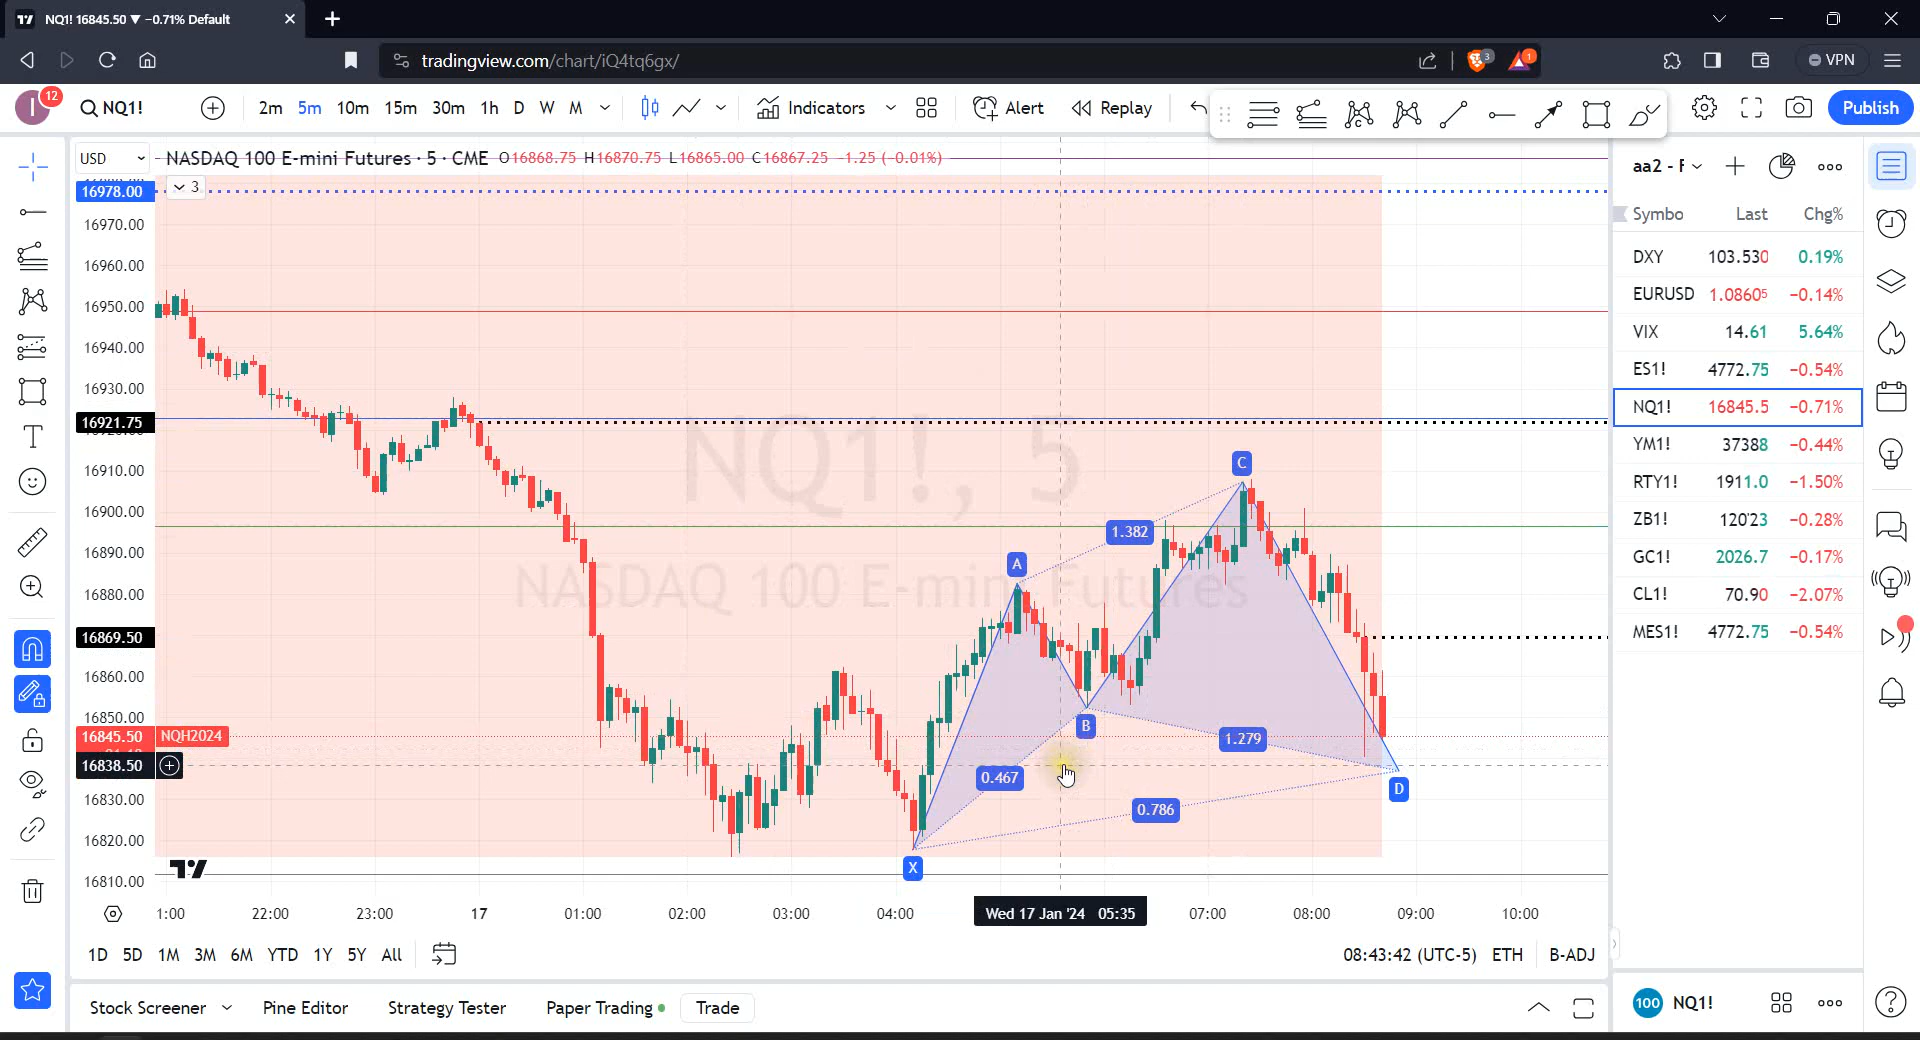 NQ1! 16845.50 ▼ −0.71% Default
tradingview.com/chart/iQ4tq6gx/
3
1
VPN
I
12
NQ1!
2m 5m 10m 15m 30m 1h D W M
Indicators
Alert
Replay
Publish
USD
NASDAQ 100 E-mini Futures · 5 · CME O16868.75 H16870.75 L16865.00 C16867.25 −1.25 (−0.01%)
3
16978.00
16970.00
16960.00
16950.00
16940.00
16930.00
16921.75
16910.00
16900.00
16890.00
16880.00
16869.50
16860.00
16850.00
16845.50 NQH2024
16838.50
16830.00
16820.00
16810.00
NQ1!, 5
NASDAQ 100 E-mini Futures
X
A
B
C
D
1.382
1.279
0.467
0.786
1:00 22:00 23:00 17 01:00 02:00 03:00 04:00 Wed 17 Jan '24 05:35 07:00 08:00 09:00 10:00
1D 5D 1M 3M 6M YTD 1Y 5Y All
08:43:42 (UTC-5) ETH B-ADJ
Stock Screener Pine Editor Strategy Tester Paper Trading Trade
aa2 - F
Symbo Last Chg%
DXY 103.530 0.19%
EURUSD 1.08605 −0.14%
VIX 14.61 5.64%
ES1! 4772.75 −0.54%
NQ1! 16845.5 −0.71%
YM1! 37388 −0.44%
RTY1! 1911.0 −1.50%
ZB1! 120'23 −0.28%
GC1! 2026.7 −0.17%
CL1! 70.90 −2.07%
MES1! 4772.75 −0.54%
100 NQ1!